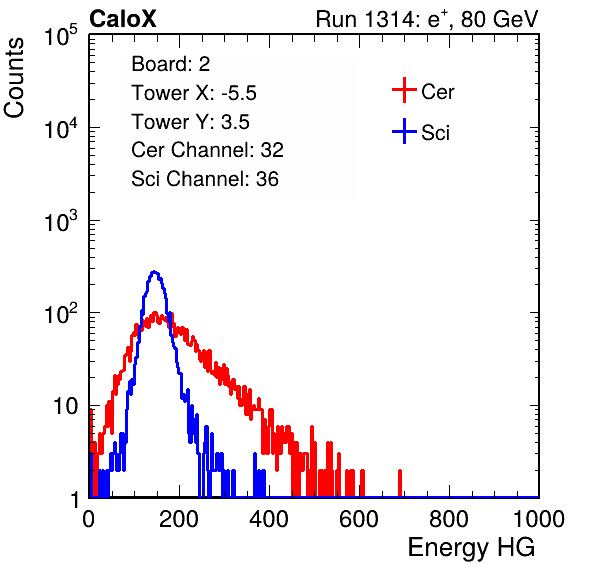 CaloX Run 1314: e⁺, 80 GeV
Counts
10⁵
10⁴
10³
10²
10
1
Board: 2
Tower X: -5.5
Tower Y: 3.5
Cer Channel: 32
Sci Channel: 36
Cer
Sci
0 200 400 600 800 1000
Energy HG